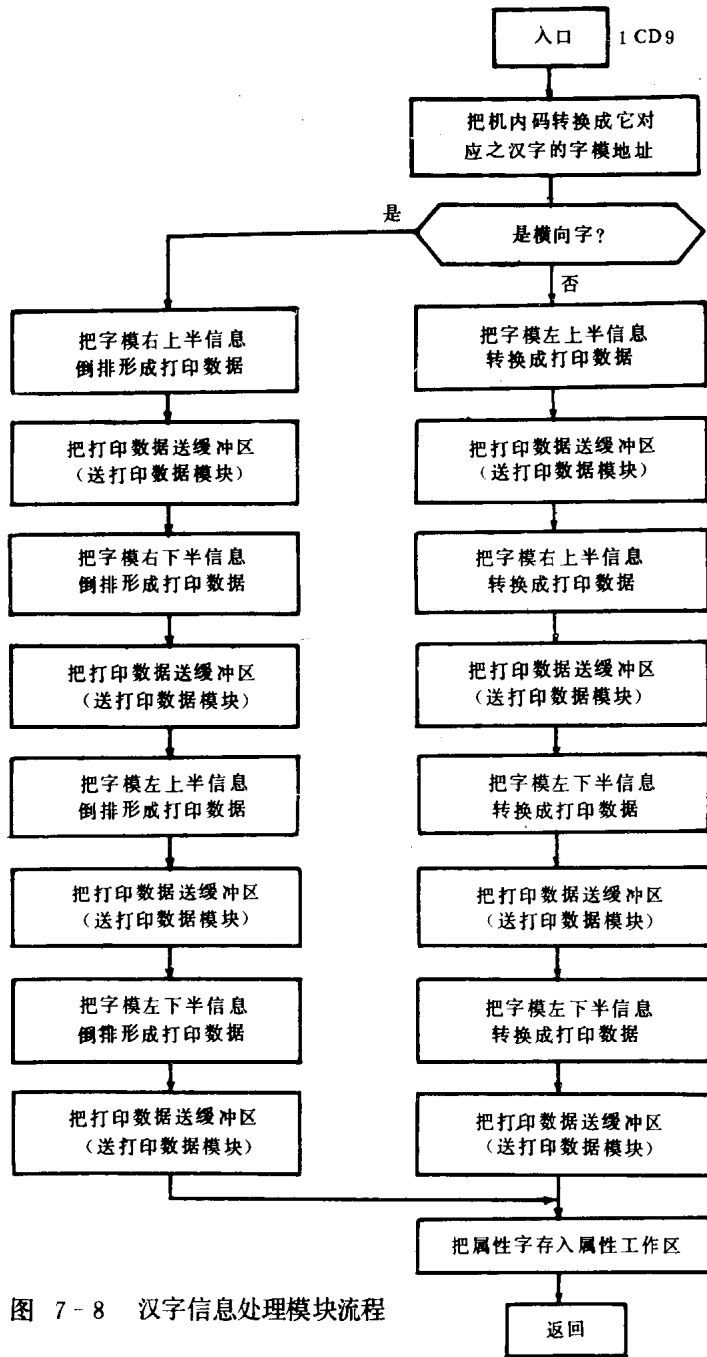 入口 1CD9
把机内码转换成它对
应之汉字的字模地址
是横向字?
是
否
把字模右上半信息
倒排形成打印数据
把打印数据送缓冲区
(送打印数据模块)
把字模右下半信息
倒排形成打印数据
把打印数据送缓冲区
(送打印数据模块)
把字模左上半信息
倒排形成打印数据
把打印数据送缓冲区
(送打印数据模块)
把字模左下半信息
倒排形成打印数据
把打印数据送缓冲区
(送打印数据模块)
把字模左上半信息
转换成打印数据
把打印数据送缓冲区
(送打印数据模块)
把字模右上半信息
转换成打印数据
把打印数据送缓冲区
(送打印数据模块)
把字模左下半信息
转换成打印数据
把打印数据送缓冲区
(送打印数据模块)
把字模左下半信息
转换成打印数据
把打印数据送缓冲区
(送打印数据模块)
把属性字存入属性工作区
返回
图 7-8 汉字信息处理模块流程